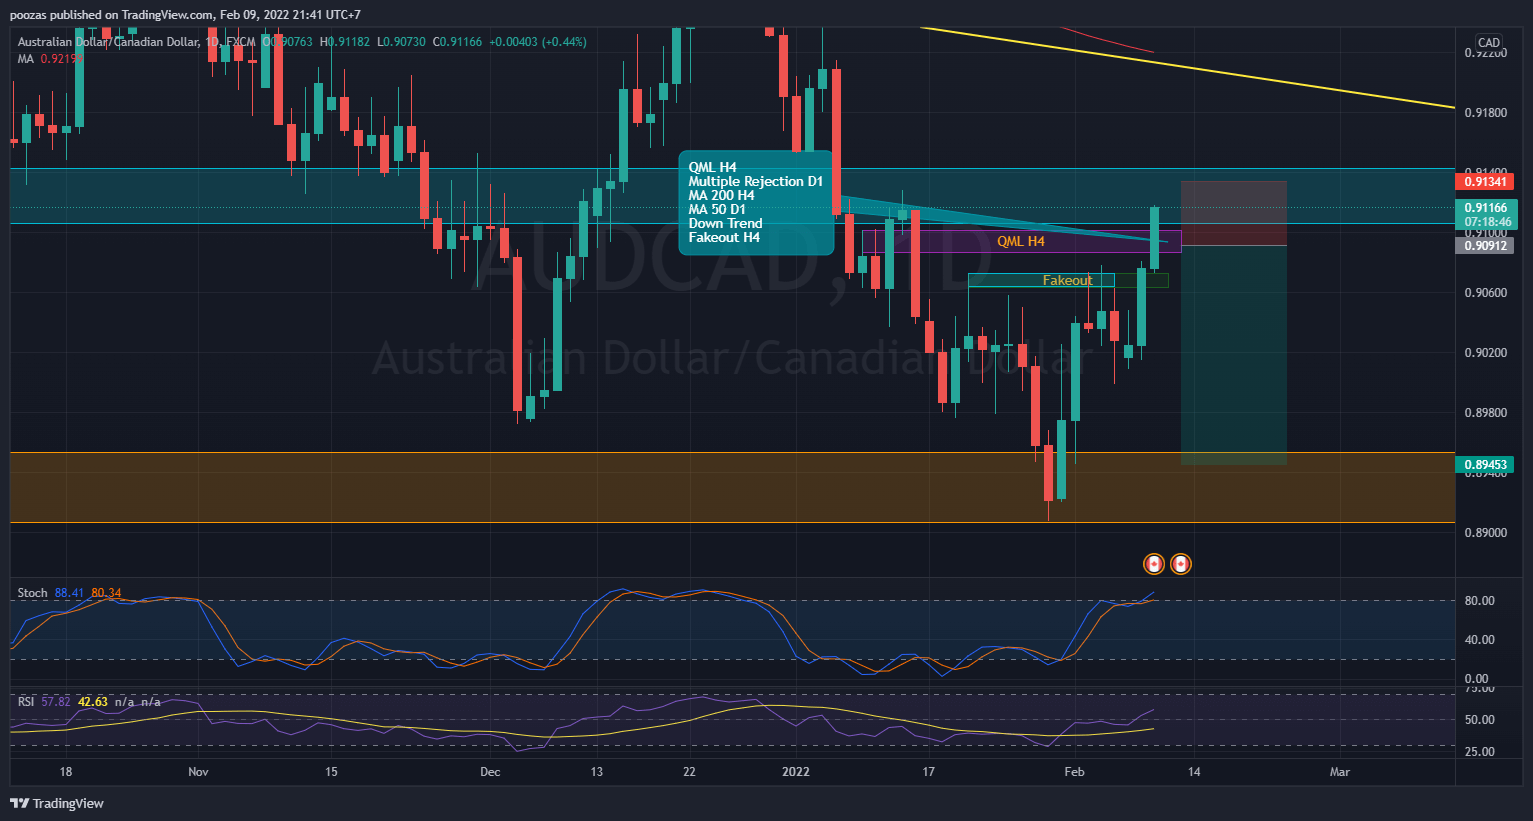 poozas published on TradingView.com, Feb 09, 2022 21:41 UTC+7
Australian Dollar/Canadian Dollar, 1D, FXCM O0.90763 H0.91182 L0.90730 C0.91166 +0.00403 (+0.44%)
MA 0.92199
CAD
0.92200
0.91800
0.91400
0.91341
0.91166
07:18:46
0.91000
0.90912
0.90600
0.90200
0.89800
0.89453
0.89400
0.89000
QML H4
Multiple Rejection D1
MA 200 H4
MA 50 D1
Down Trend
Fakeout H4
QML H4
Fakeout
AUDCAD, 1D
Australian Dollar/Canadian Dollar
Stoch 88.41 80.34
80.00
40.00
0.00
RSI 57.82 42.63 n/a n/a
75.00
50.00
25.00
18 Nov 15 Dec 13 22 2022 17 Feb 14 Mar
TradingView